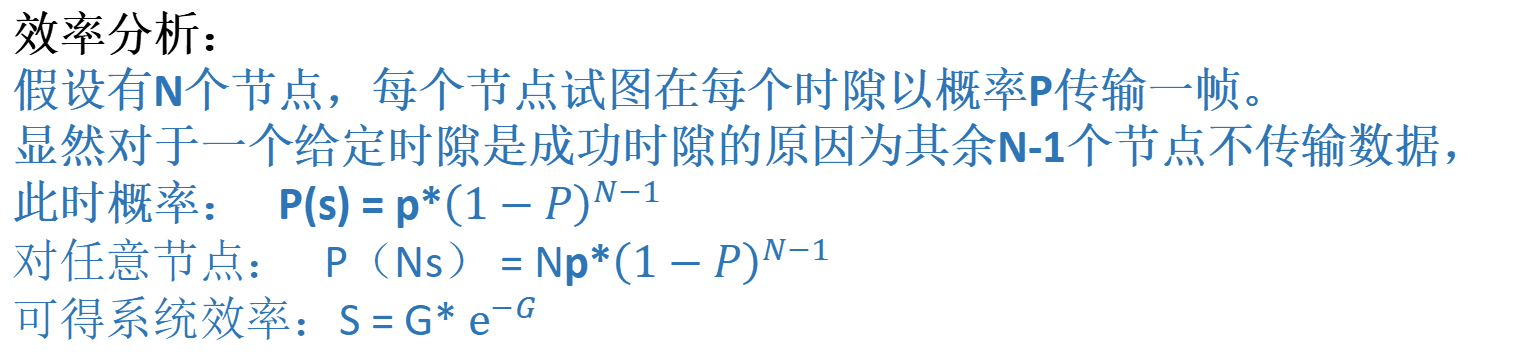 效率分析：
假设有N个节点，每个节点试图在每个时隙以概率P传输一帧。
显然对于一个给定时隙是成功时隙的原因为其余N-1个节点不传输数据，
此时概率： P(s) = p*(1 − P)^{N−1}
对任意节点： P（Ns） = Np*(1 − P)^{N−1}
可得系统效率：S = G* e^{−G}